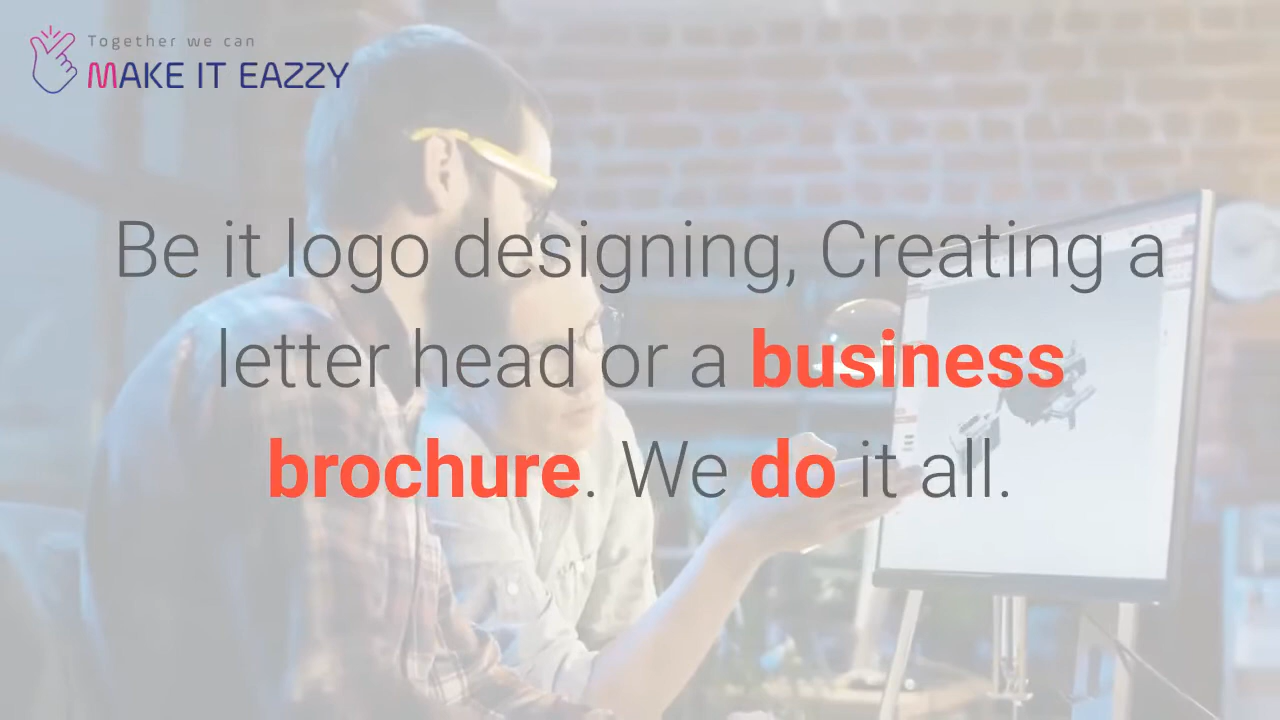 Together we can
MAKE IT EAZZY
Be it logo designing, Creating a
letter head or a business
brochure. We do it all.